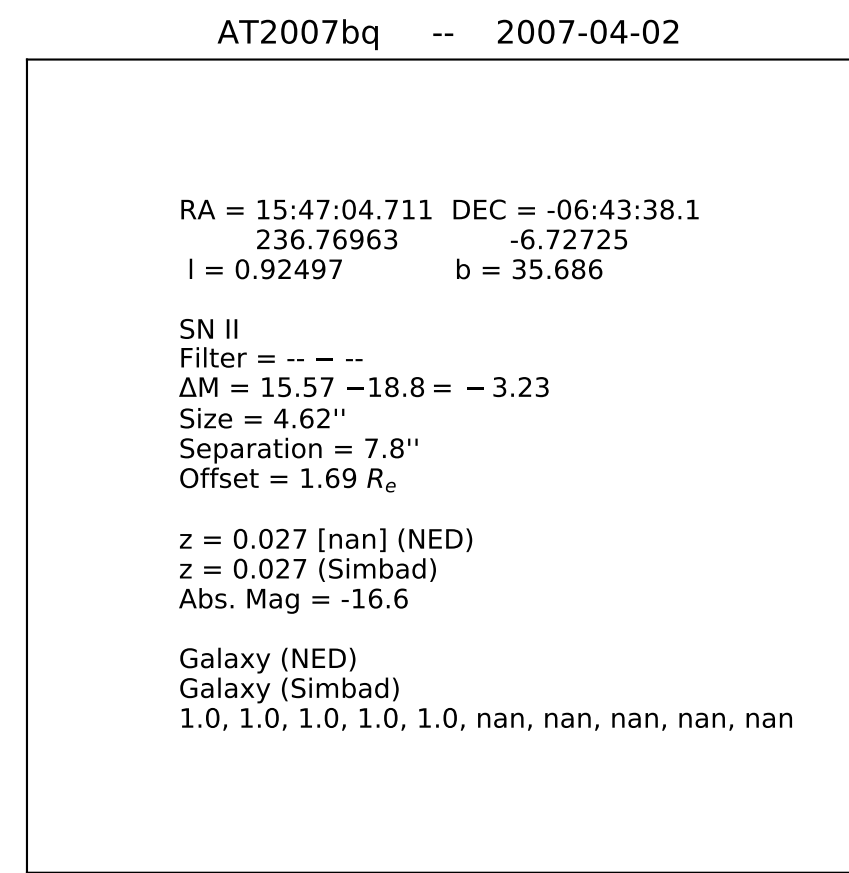 AT2007bq -- 2007-04-02
RA = 15:47:04.711 DEC = -06:43:38.1
236.76963 -6.72725
l = 0.92497 b = 35.686
SN II
Filter = -- − --
ΔM = 15.57 −18.8 = − 3.23
Size = 4.62''
Separation = 7.8''
Offset = 1.69 Rₑ
z = 0.027 [nan] (NED)
z = 0.027 (Simbad)
Abs. Mag = -16.6
Galaxy (NED)
Galaxy (Simbad)
1.0, 1.0, 1.0, 1.0, 1.0, nan, nan, nan, nan, nan